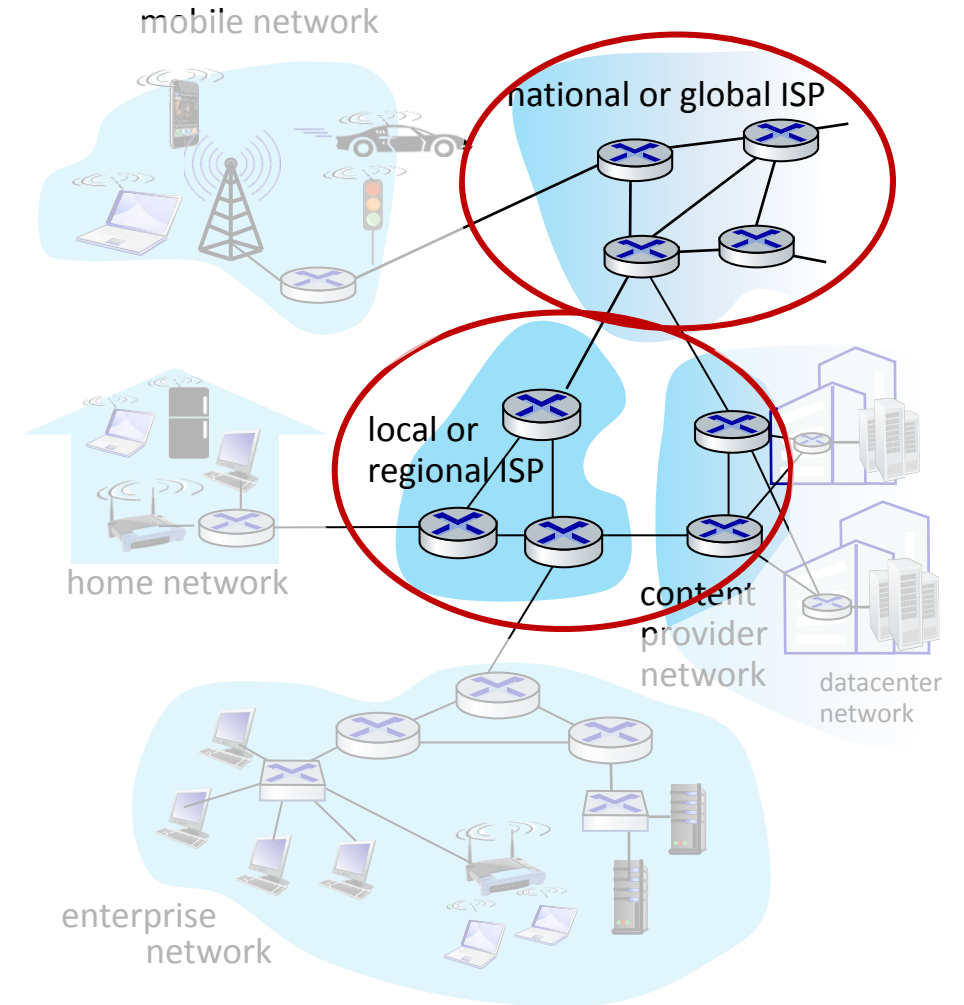 mobile network
national or global ISP
local or
regional ISP
home network
content
provider
network
datacenter
network
enterprise
network